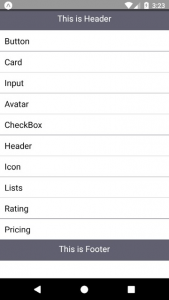 3:23
This is Header
Button
Card
Input
Avatar
CheckBox
Header
Icon
Lists
Rating
Pricing
This is Footer